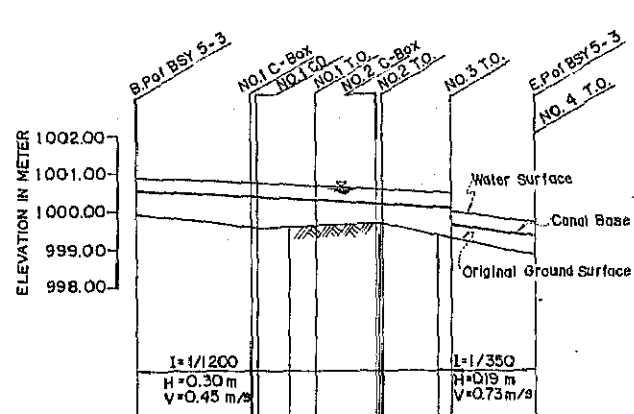 B.P of BSY 5-3
NO.1 C-Box
NO.1 CD
NO.1 T.O.
NO.2 C-Box
NO.2 T.O.
NO.3 T.O.
E.P of BSY 5-3
NO. 4 T.O.
ELEVATION IN METER
1002.00
1001.00
1000.00
999.00
998.00
Water Surface
Canal Base
Original Ground Surface
I=1/1200
H=0.30 m
V=0.45 m/s
I=1/350
H=0.19 m
V=0.73 m/s